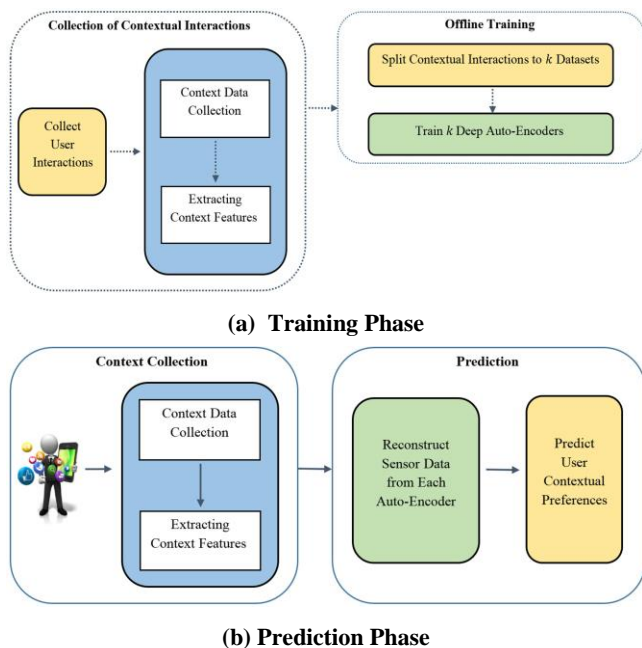 Collection of Contextual Interactions
Collect
User
Interactions
Context Data
Collection
Extracting
Context Features
Offline Training
Split Contextual Interactions to k Datasets
Train k Deep Auto-Encoders
(a) Training Phase
Context Collection
Context Data
Collection
Extracting
Context Features
Prediction
Reconstruct
Sensor Data
from Each
Auto-Encoder
Predict
User
Contextual
Preferences
(b) Prediction Phase